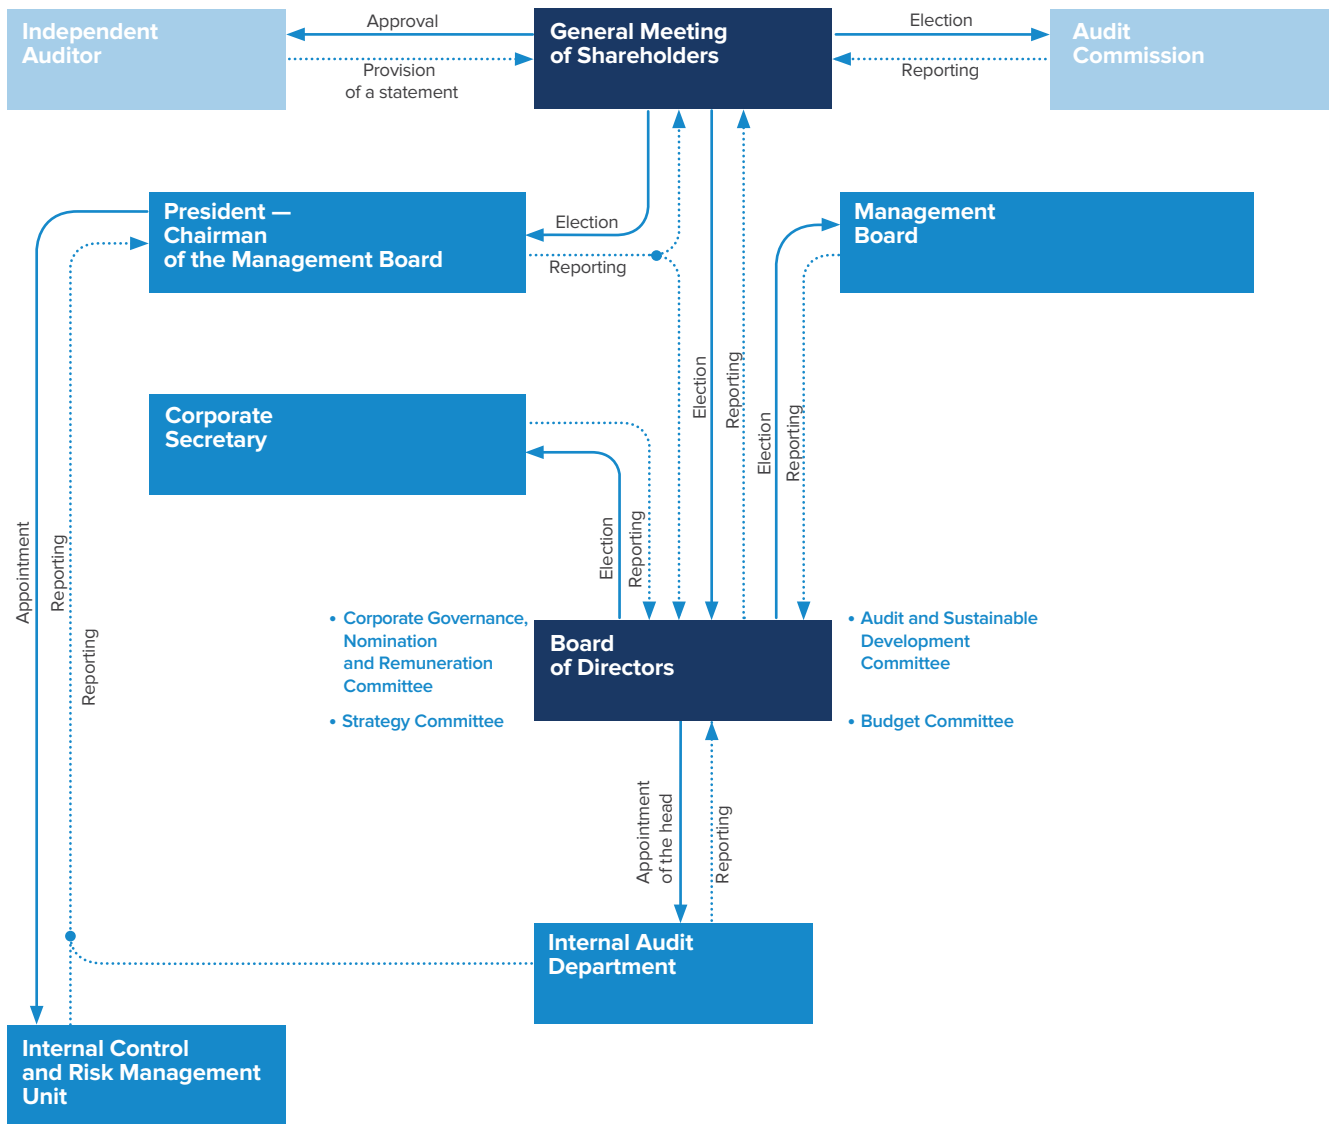 Independent
Auditor
Approval
Provision
of a statement
General Meeting
of Shareholders
Election
Reporting
Audit
Commission
President —
Chairman
of the Management Board
Election
Reporting
Management
Board
Election
Reporting
Election
Reporting
Corporate
Secretary
Election
Reporting
Appointment
Reporting
Reporting
• Corporate Governance,
Nomination
and Remuneration
Committee
• Strategy Committee
Board
of Directors
• Audit and Sustainable
Development
Committee
• Budget Committee
Appointment
of the head
Reporting
Internal Audit
Department
Internal Control
and Risk Management
Unit